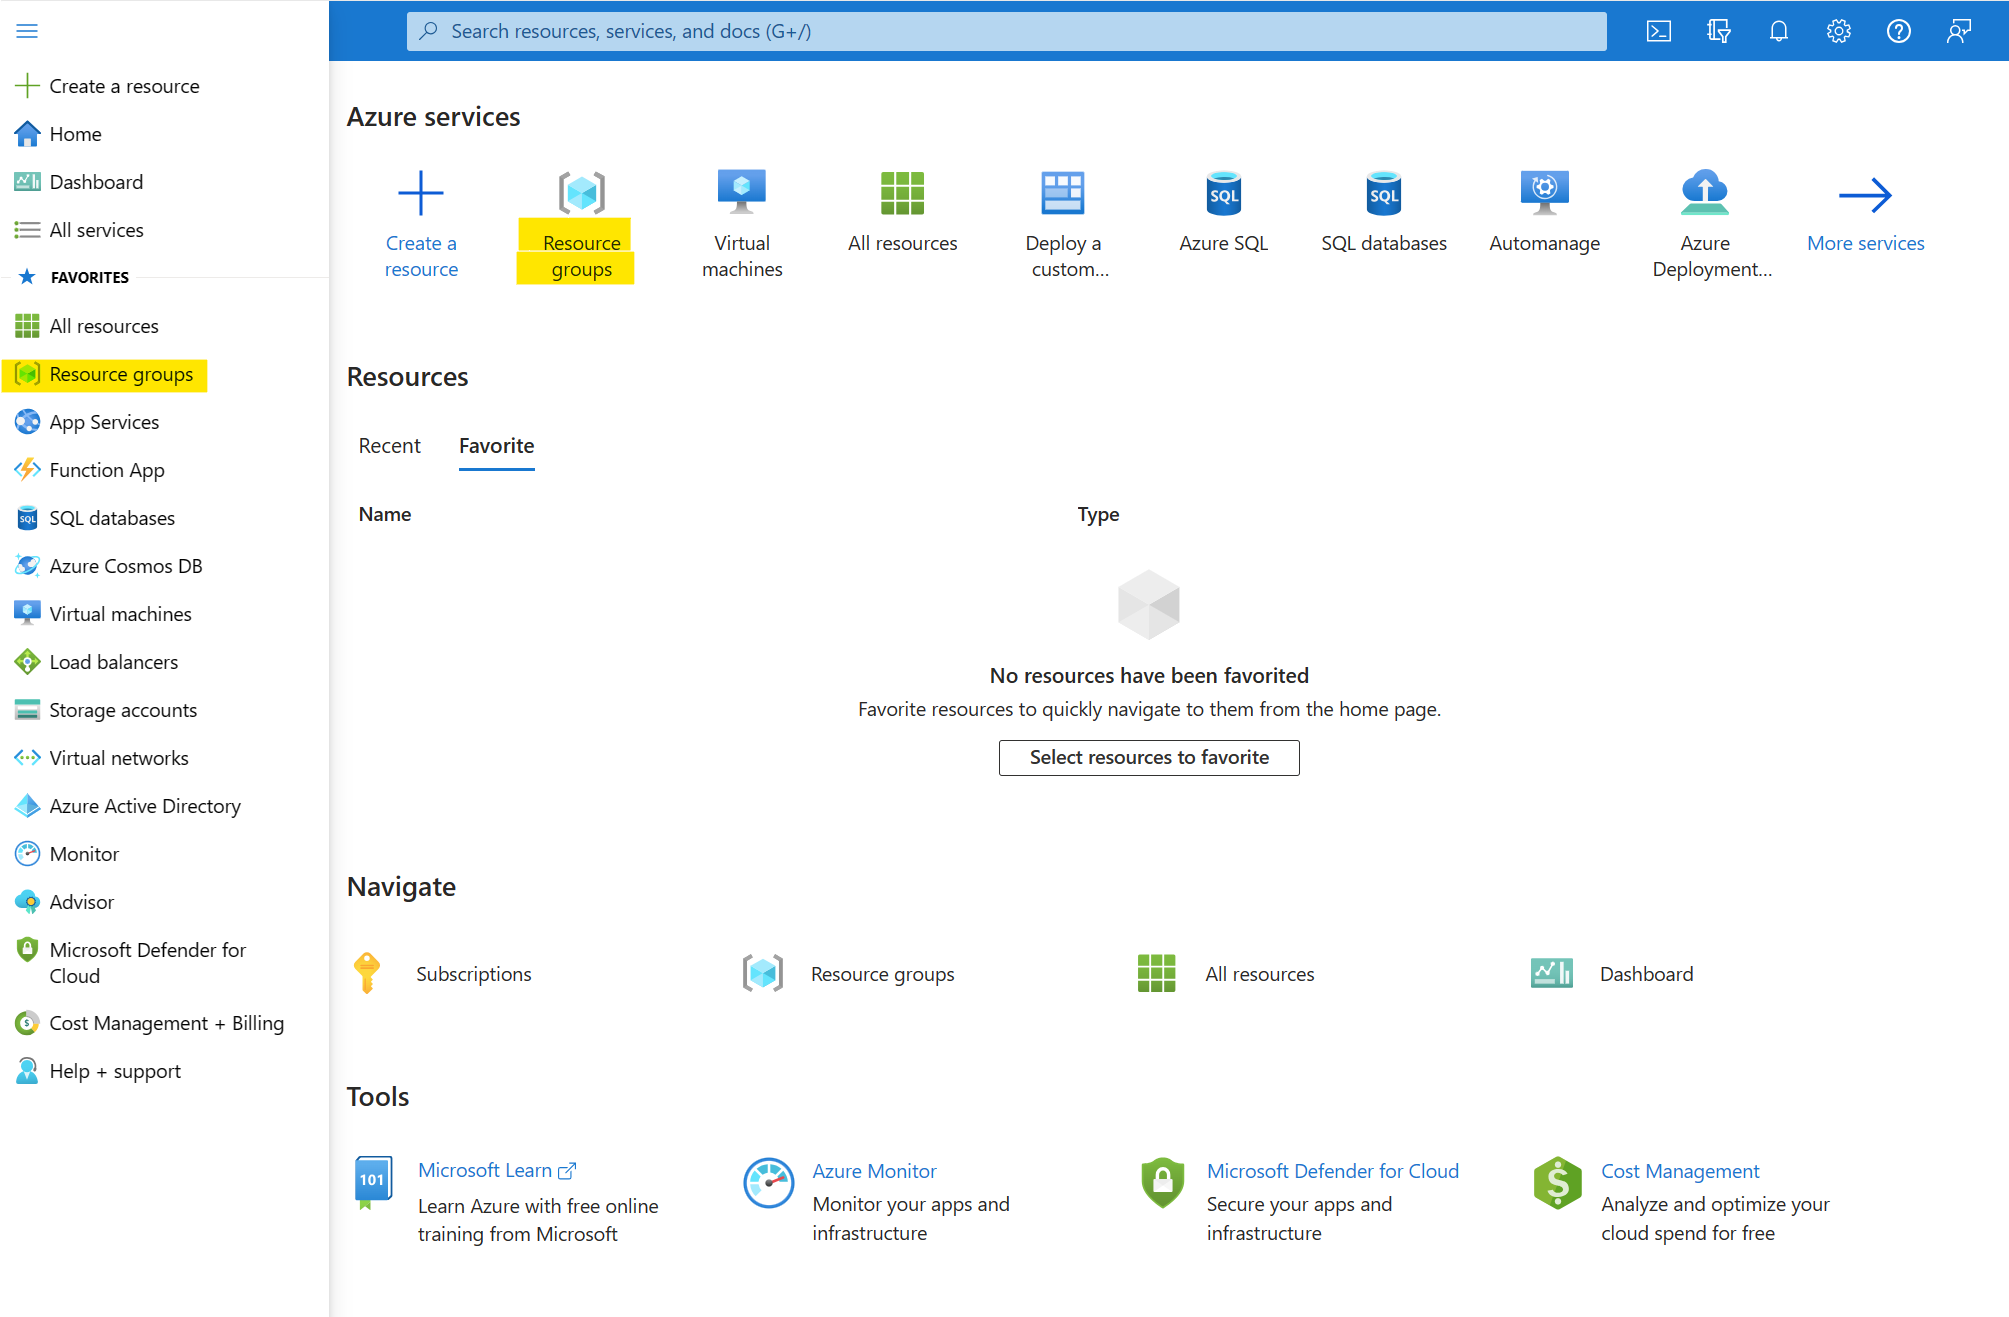 Search resources, services, and docs (G+/)
Create a resource
Home
Dashboard
All services
FAVORITES
All resources
Resource groups
App Services
Function App
SQL
SQL databases
Azure Cosmos DB
Virtual machines
Load balancers
Storage accounts
Virtual networks
Azure Active Directory
Monitor
Advisor
Microsoft Defender for
Cloud
$
Cost Management + Billing
Help + support
Azure services
Create a
resource
Resource
groups
Virtual
machines
All resources
Deploy a
custom...
SQL
Azure SQL
SQL
SQL databases
Automanage
Azure
Deployment...
More services
Resources
Recent
Favorite
Name
Type
No resources have been favorited
Favorite resources to quickly navigate to them from the home page.
Select resources to favorite
Navigate
Subscriptions
Resource groups
All resources
Dashboard
Tools
101
Microsoft Learn
Learn Azure with free online
training from Microsoft
Azure Monitor
Monitor your apps and
infrastructure
Microsoft Defender for Cloud
Secure your apps and
infrastructure
$
Cost Management
Analyze and optimize your
cloud spend for free